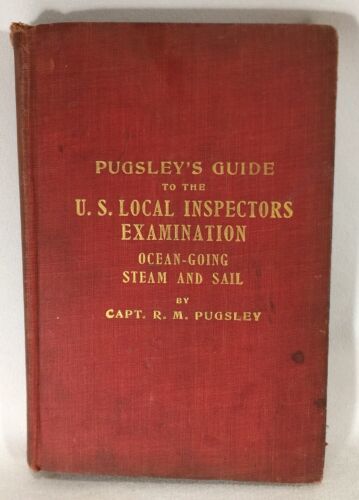 PUGSLEY'S GUIDE
TO THE
U. S. LOCAL INSPECTORS
EXAMINATION
OCEAN-GOING
STEAM AND SAIL
BY
CAPT. R. M. PUGSLEY